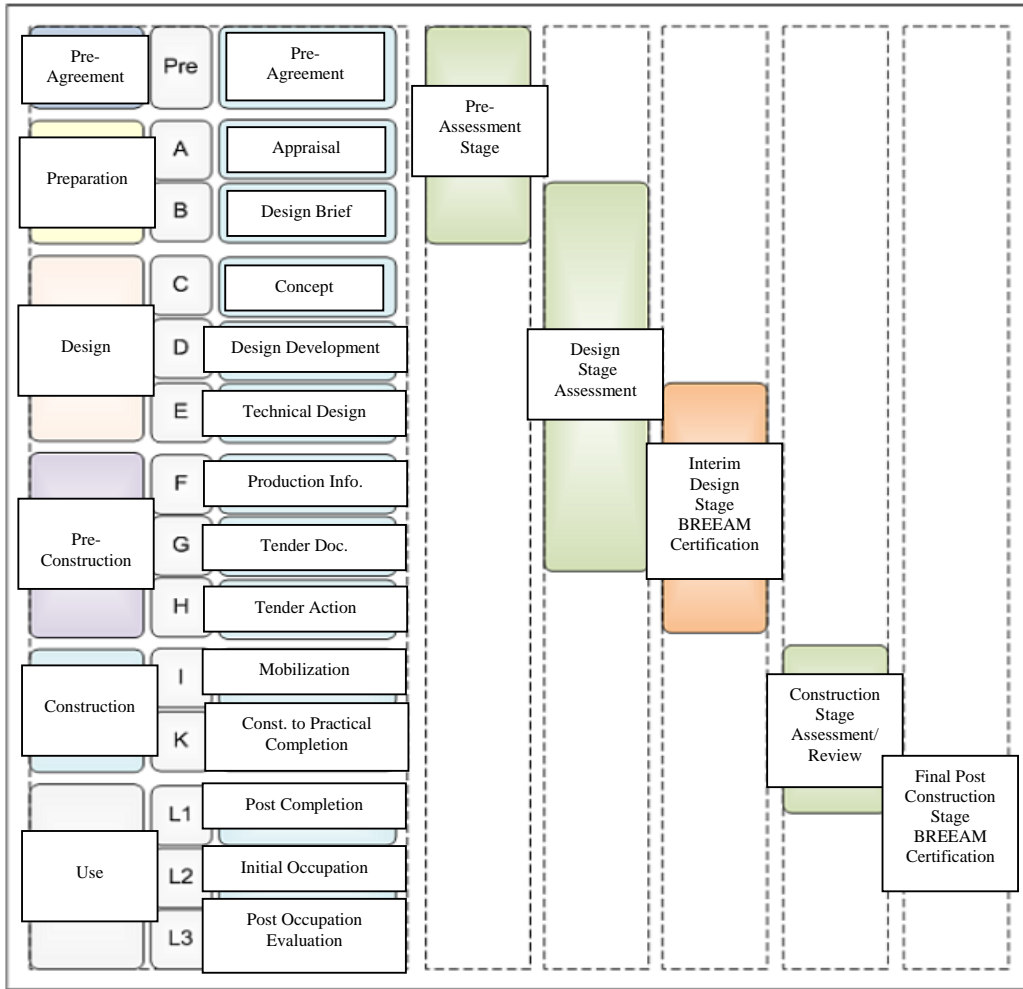 Pre-
Agreement
Pre
Pre-
Agreement
Preparation
A
Appraisal
B
Design Brief
Design
C
Concept
D
Design Development
E
Technical Design
Pre-
Construction
F
Production Info.
G
Tender Doc.
H
Tender Action
Construction
I
Mobilization
K
Const. to Practical
Completion
Use
L1
Post Completion
L2
Initial Occupation
L3
Post Occupation
Evaluation
Pre-
Assessment
Stage
Design
Stage
Assessment
Interim
Design
Stage
BREEAM
Certification
Construction
Stage
Assessment/
Review
Final Post
Construction
Stage
BREEAM
Certification